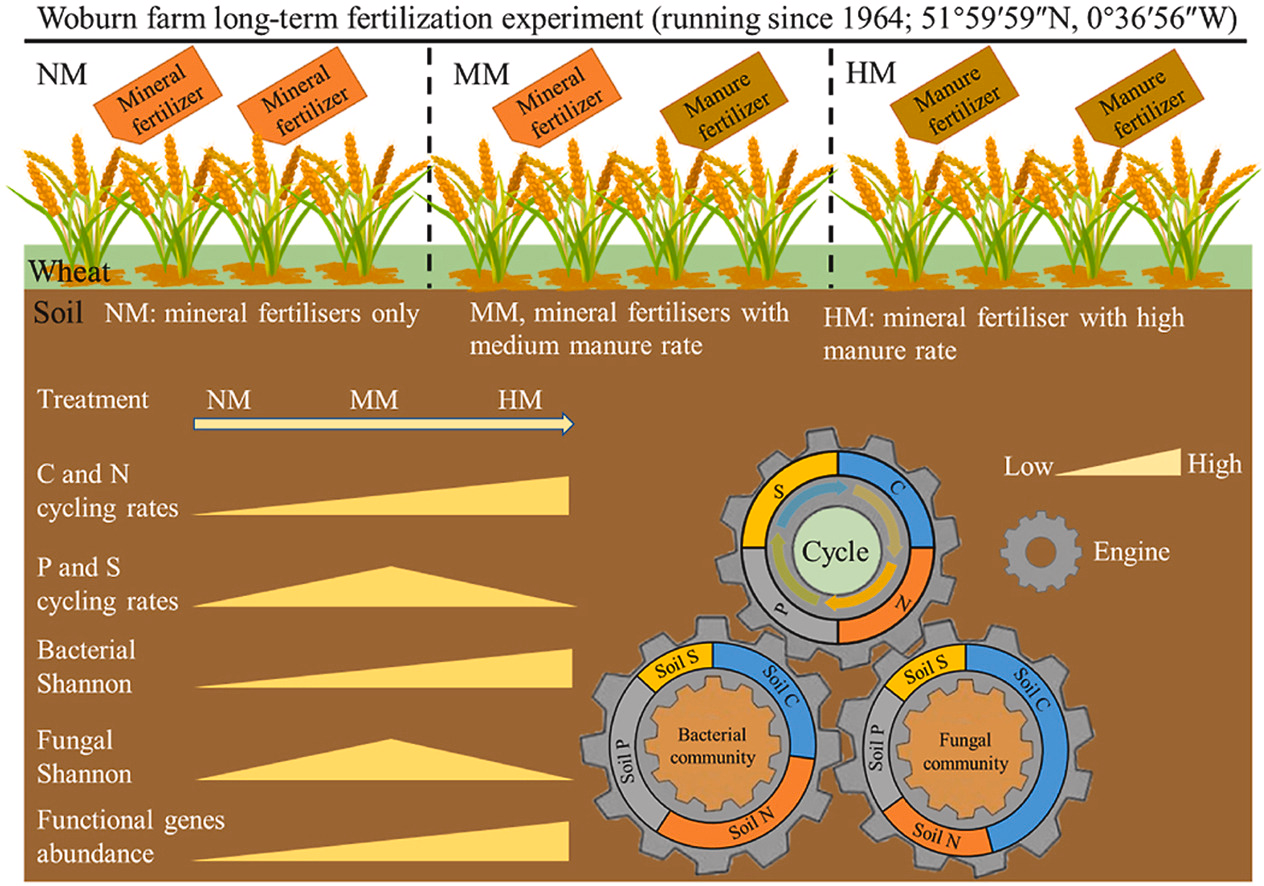 Woburn farm long-term fertilization experiment (running since 1964; 51°59′59″N, 0°36′56″W)
NM
Mineral
fertilizer
Mineral
fertilizer
MM
Mineral
fertilizer
Manure
fertilizer
HM
Manure
fertilizer
Manure
fertilizer
Wheat
Soil
NM: mineral fertilisers only
MM, mineral fertilisers with
medium manure rate
HM: mineral fertiliser with high
manure rate
Treatment
NM
MM
HM
C and N
cycling rates
P and S
cycling rates
Bacterial
Shannon
Fungal
Shannon
Functional genes
abundance
Low
High
Engine
S
C
P
N
Cycle
Soil S
Soil C
Soil P
Soil N
Bacterial
community
Soil S
Soil C
Soil P
Soil N
Fungal
community